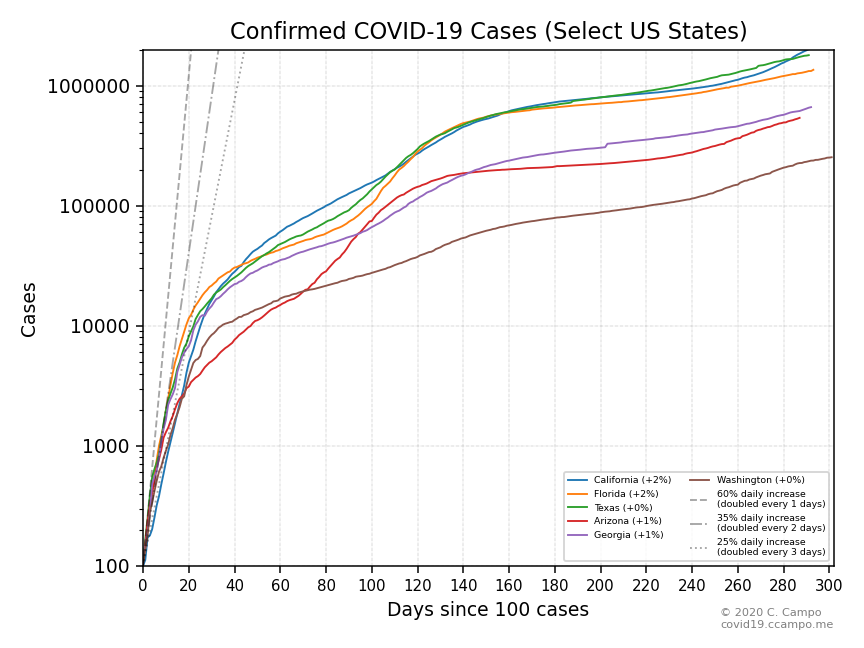 Confirmed COVID-19 Cases (Select US States)
1000000
100000
10000
1000
100
Cases
0 20 40 60 80 100 120 140 160 180 200 220 240 260 280 300
Days since 100 cases
California (+2%)
Florida (+2%)
Texas (+0%)
Arizona (+1%)
Georgia (+1%)
Washington (+0%)
60% daily increase
(doubled every 1 days)
35% daily increase
(doubled every 2 days)
25% daily increase
(doubled every 3 days)
© 2020 C. Campo
covid19.ccampo.me